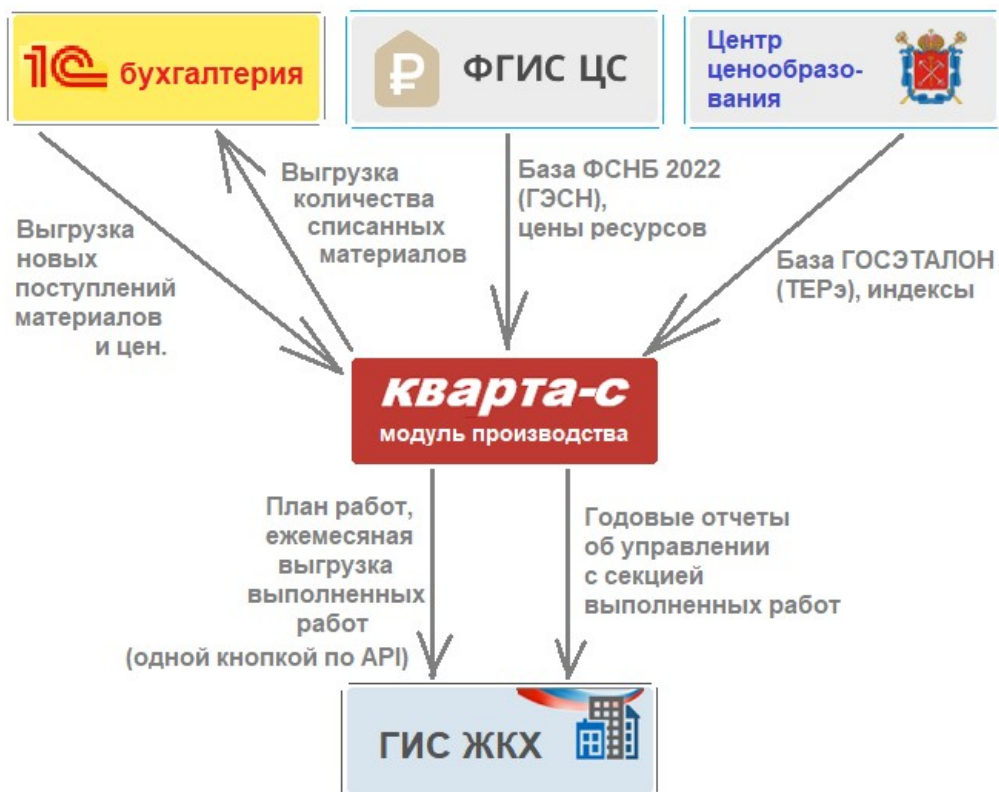 1С бухгалтерия
ФГИС ЦС
Центр
ценообразо-
вания
Выгрузка
новых
поступлений
материалов
и цен.
Выгрузка
количества
списанных
материалов
База ФСНБ 2022
(ГЭСН),
цены ресурсов
База ГОСЭТАЛОН
(ТЕРэ), индексы
кварта-с
модуль производства
План работ,
ежемесяная
выгрузка
выполненных
работ
(одной кнопкой по API)
Годовые отчеты
об управлении
с секцией
выполненных работ
ГИС ЖКХ